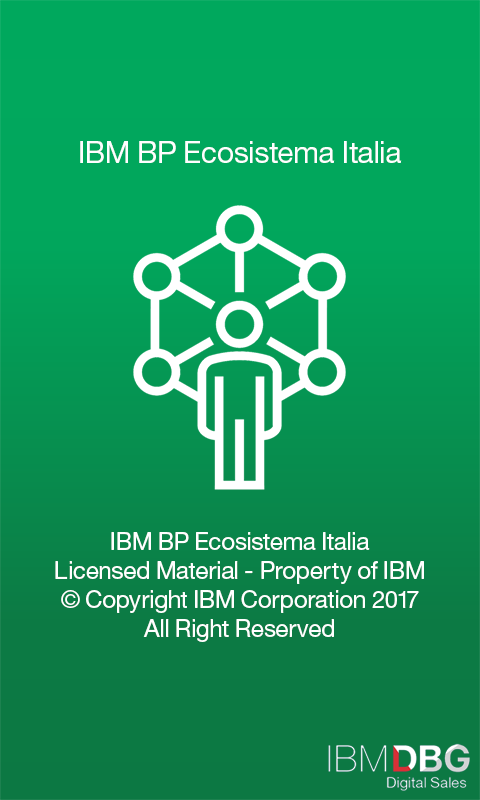 IBM BP Ecosistema Italia
IBM BP Ecosistema Italia
Licensed Material - Property of IBM
© Copyright IBM Corporation 2017
All Right Reserved
IBMDBG
Digital Sales